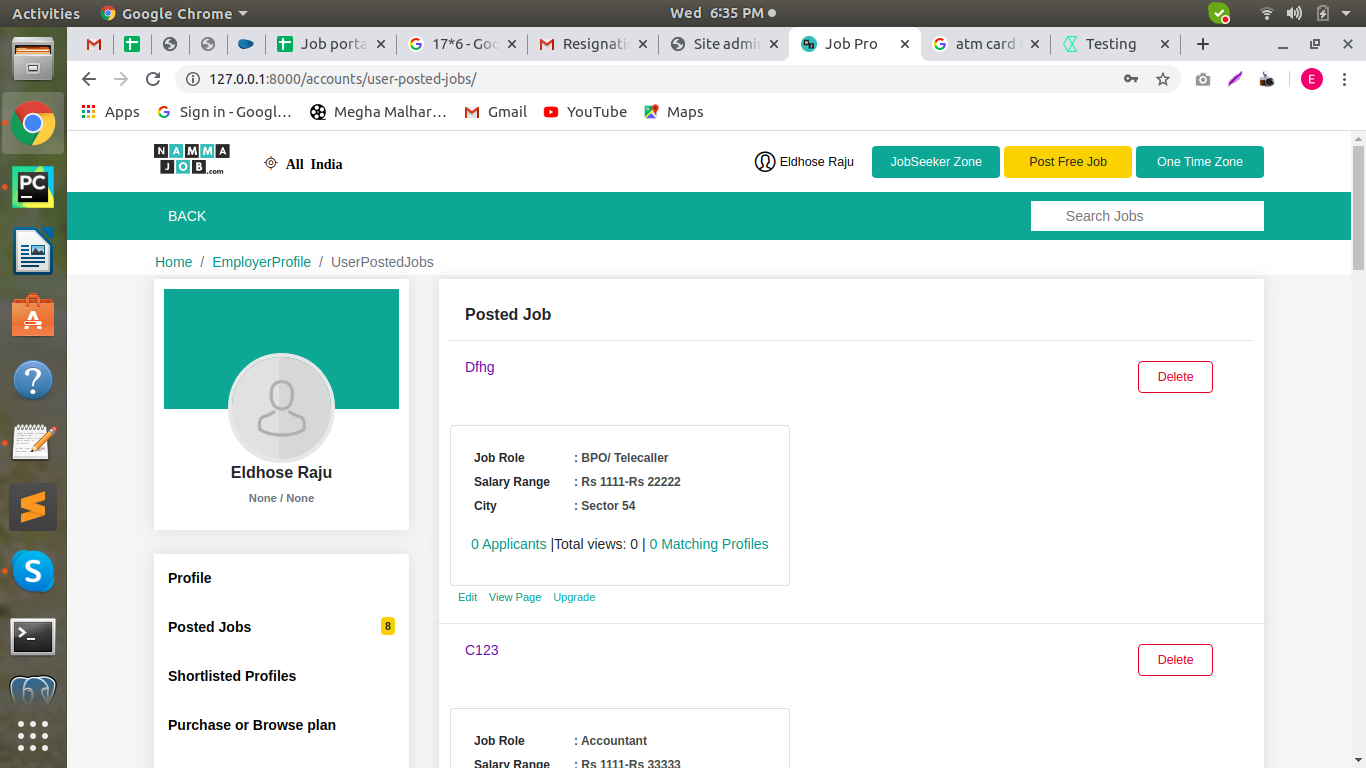 Activities
Google Chrome
Wed 6:35 PM
Job porta
17*6 - Goo
Resignati
Site admi
Job Pro
atm card
Testing
127.0.0.1:8000/accounts/user-posted-jobs/
E
Apps
Sign in - Googl...
Megha Malhar...
Gmail
YouTube
Maps
NAMMA
JOB.com
All India
Eldhose Raju
JobSeeker Zone
Post Free Job
One Time Zone
BACK
Search Jobs
Home / EmployerProfile / UserPostedJobs
Eldhose Raju
None / None
Profile
Posted Jobs 8
Shortlisted Profiles
Purchase or Browse plan
Posted Job
Dfhg
Delete
Job Role : BPO/ Telecaller
Salary Range : Rs 1111-Rs 22222
City : Sector 54
0 Applicants |Total views: 0 | 0 Matching Profiles
Edit View Page Upgrade
C123
Delete
Job Role : Accountant
Salary Range : Rs 1111-Rs 33333
PC
A
?
S
S
>_